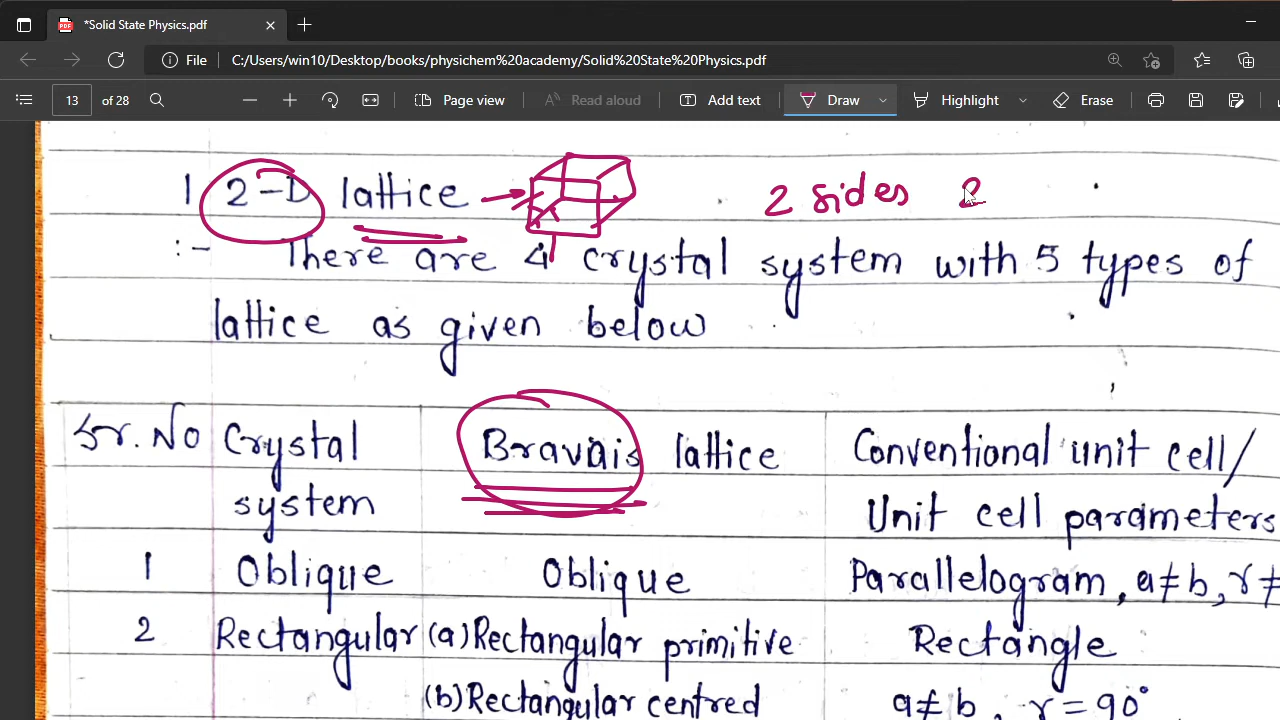 *Solid State Physics.pdf
File C:/Users/win10/Desktop/books/physichem%20academy/Solid%20State%20Physics.pdf
13 of 28 Page view Read aloud Add text Draw Highlight Erase
1 2-D lattice 2 sides 2
:- There are 4 crystal system with 5 types of
lattice as given below
Sr. No Crystal system Bravais lattice Conventional unit cell/ Unit cell parameters
1 Oblique Oblique Parallelogram, a≠b, γ≠
2 Rectangular (a) Rectangular primitive Rectangle
(b) Rectangular centred a≠b, γ=90°